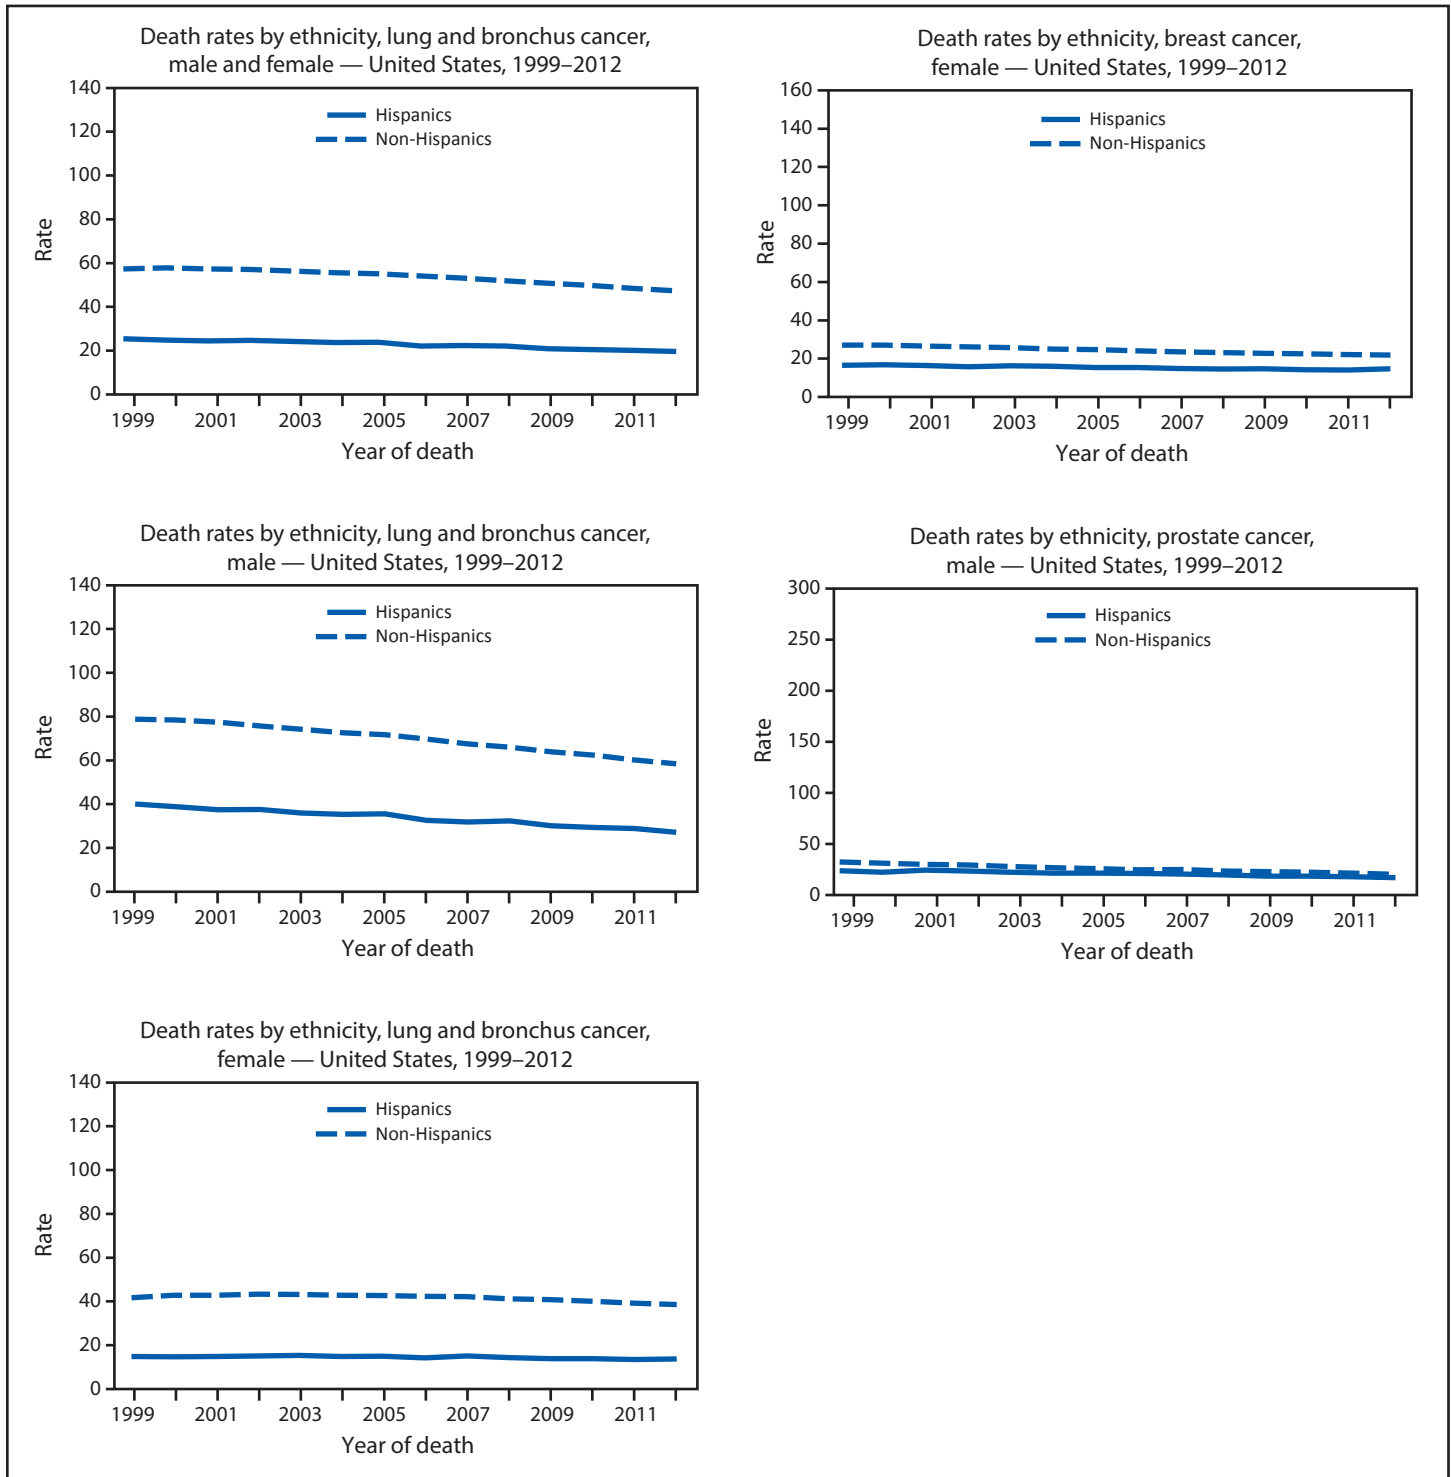 Death rates by ethnicity, lung and bronchus cancer,
male and female — United States, 1999–2012
140
120
100
80
60
40
20
0
Rate
Hispanics
Non-Hispanics
1999 2001 2003 2005 2007 2009 2011
Year of death
Death rates by ethnicity, breast cancer,
female — United States, 1999–2012
160
140
120
100
80
60
40
20
0
Rate
Hispanics
Non-Hispanics
1999 2001 2003 2005 2007 2009 2011
Year of death
Death rates by ethnicity, lung and bronchus cancer,
male — United States, 1999–2012
140
120
100
80
60
40
20
0
Rate
Hispanics
Non-Hispanics
1999 2001 2003 2005 2007 2009 2011
Year of death
Death rates by ethnicity, prostate cancer,
male — United States, 1999–2012
300
250
200
150
100
50
0
Rate
Hispanics
Non-Hispanics
1999 2001 2003 2005 2007 2009 2011
Year of death
Death rates by ethnicity, lung and bronchus cancer,
female — United States, 1999–2012
140
120
100
80
60
40
20
0
Rate
Hispanics
Non-Hispanics
1999 2001 2003 2005 2007 2009 2011
Year of death